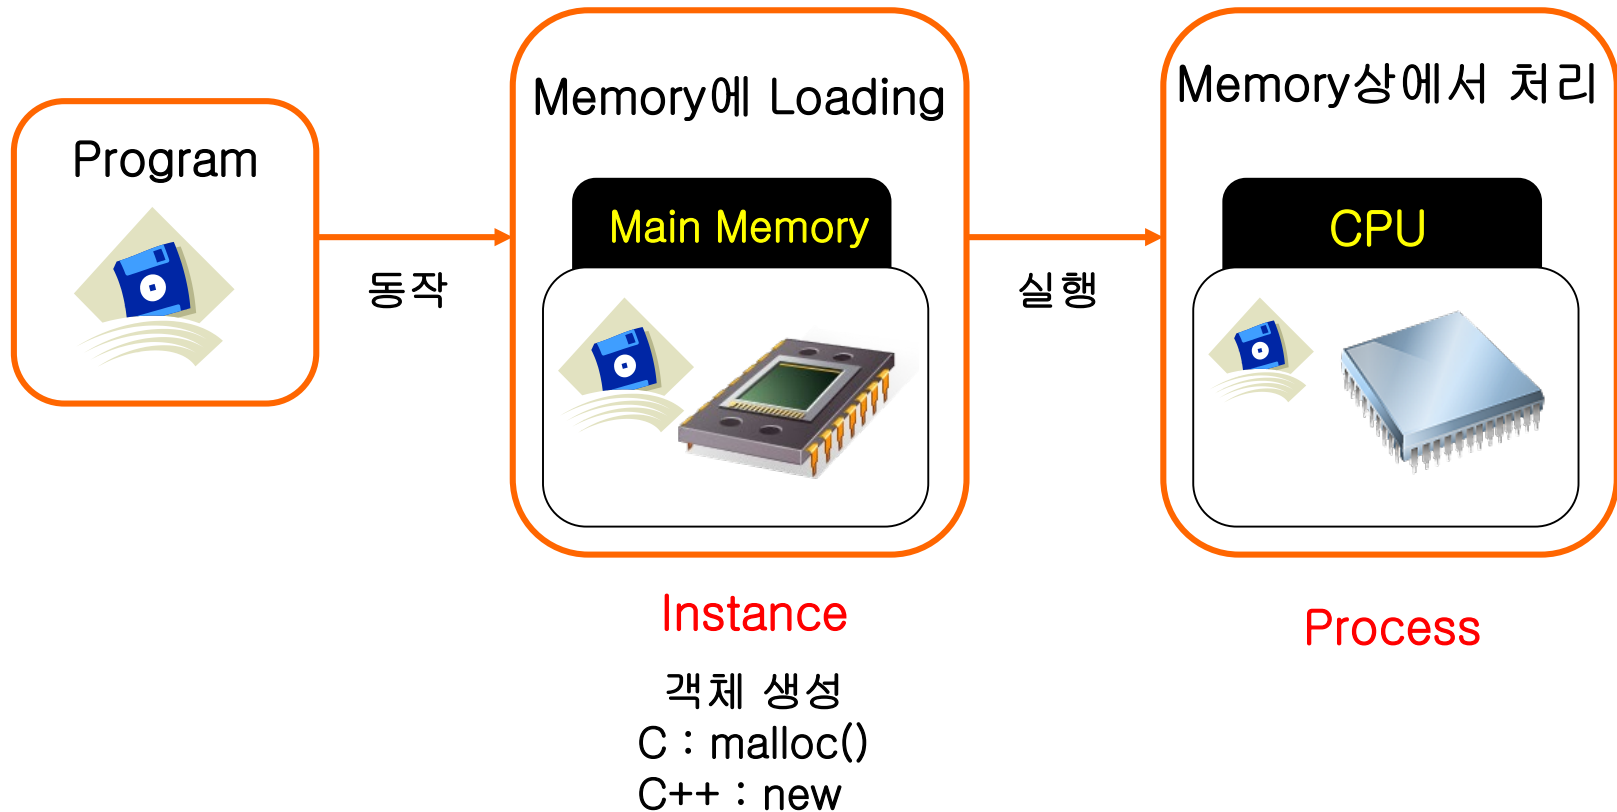 Program
동작
Memory에 Loading
Main Memory
Instance
객체 생성
C : malloc()
C++ : new
실행
Memory상에서 처리
CPU
Process